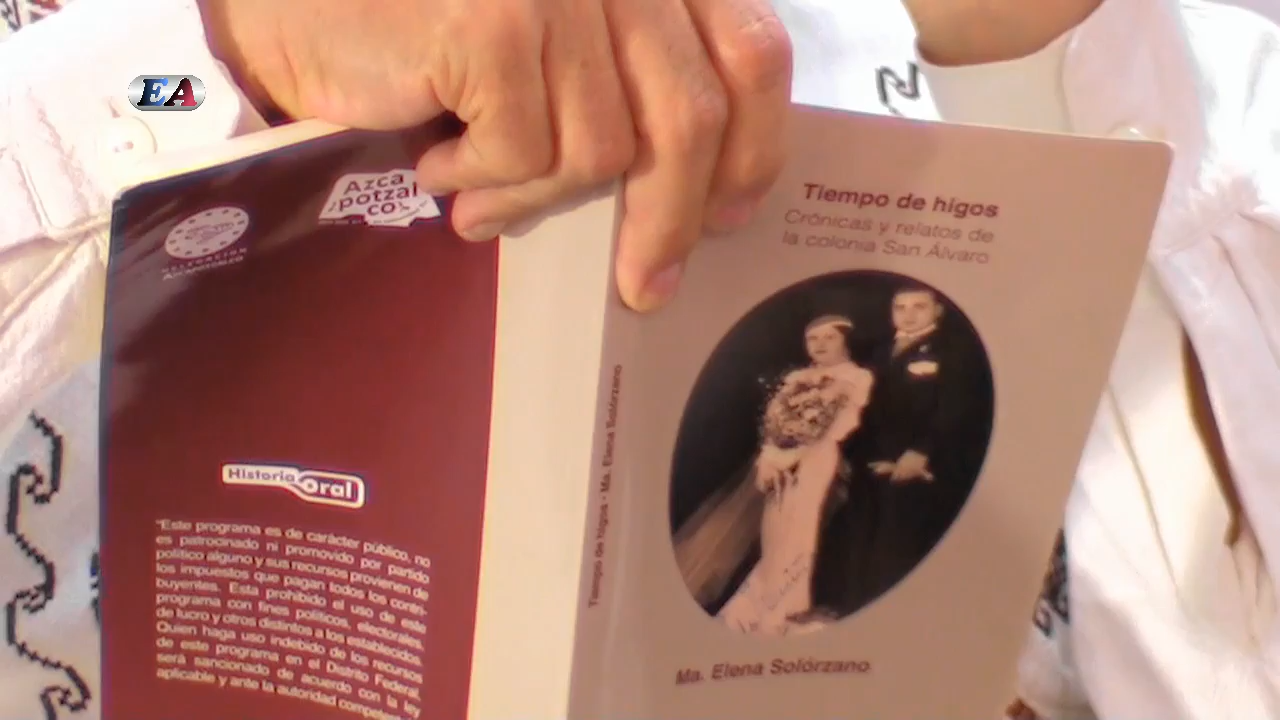 EA
Azca
potzal
co
DELEGACIÓN
AZCAPOTZALCO
Historia oral
"Este programa es de carácter público, no
es patrocinado ni promovido por partido
político alguno y sus recursos provienen de
los impuestos que pagan todos los contri-
buyentes. Esta prohibido el uso de este
programa con fines políticos, electorales,
de lucro y otros distintos a los establecidos.
Quien haga uso indebido de los recursos
de este programa en el Distrito Federal,
será sancionado de acuerdo con la ley
aplicable y ante la autoridad competente
Tiempo de higos - Ma. Elena Solórzano
Tiempo de higos
Crónicas y relatos de
la colonia San Álvaro
Ma. Elena Solórzano